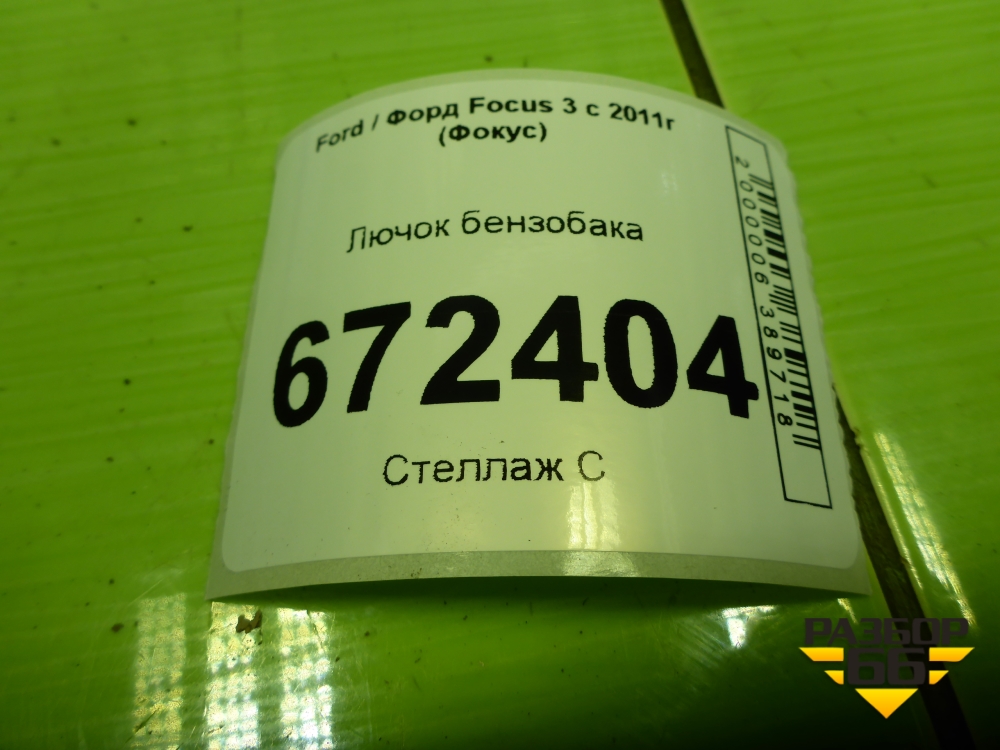 Ford / Форд Focus 3 с 2011г
(Фокус)
Лючок бензобака
672404
Стеллаж С
2000006389718
РАЗБОР
66